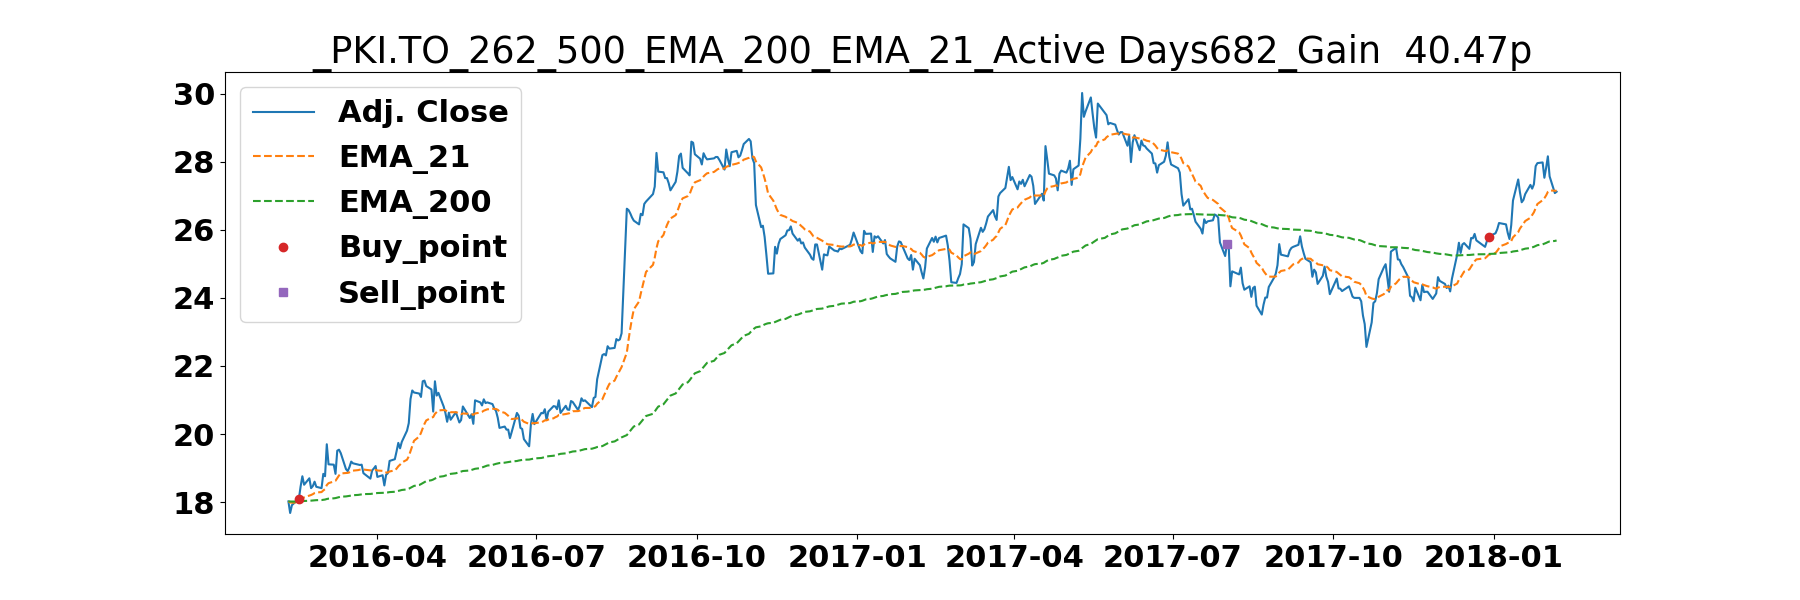 _PKI.TO_262_500_EMA_200_EMA_21_Active Days682_Gain  40.47p
30
28
26
24
22
20
18
Adj. Close
EMA_21
EMA_200
Buy_point
Sell_point
2016-04 2016-07 2016-10 2017-01 2017-04 2017-07 2017-10 2018-01